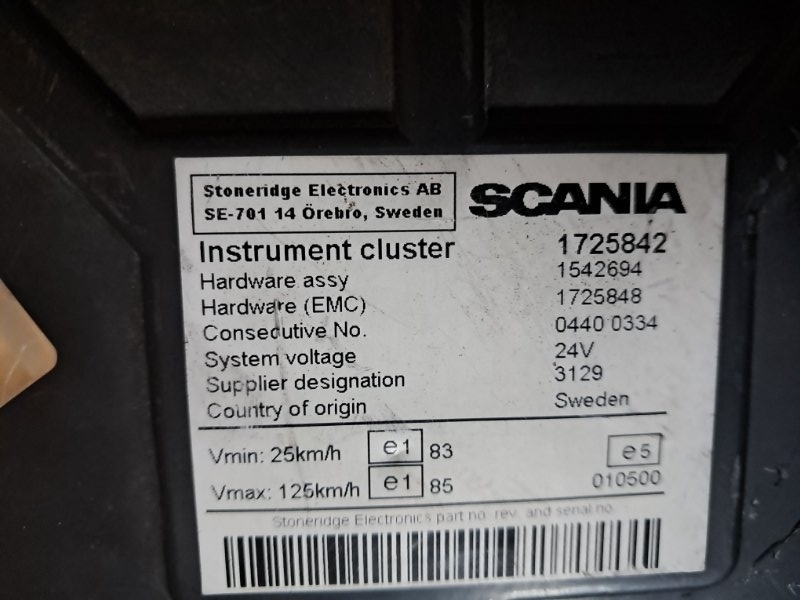 Stoneridge Electronics AB
SE-701 14 Örebro, Sweden
SCANIA
Instrument cluster 1725842
Hardware assy 1542694
Hardware (EMC) 1725848
Consecutive No. 0440 0334
System voltage 24V
Supplier designation 3129
Country of origin Sweden
Vmin: 25km/h e1 83 e5
Vmax: 125km/h e1 85 010500
Stoneridge Electronics part no. rev. and serial no.